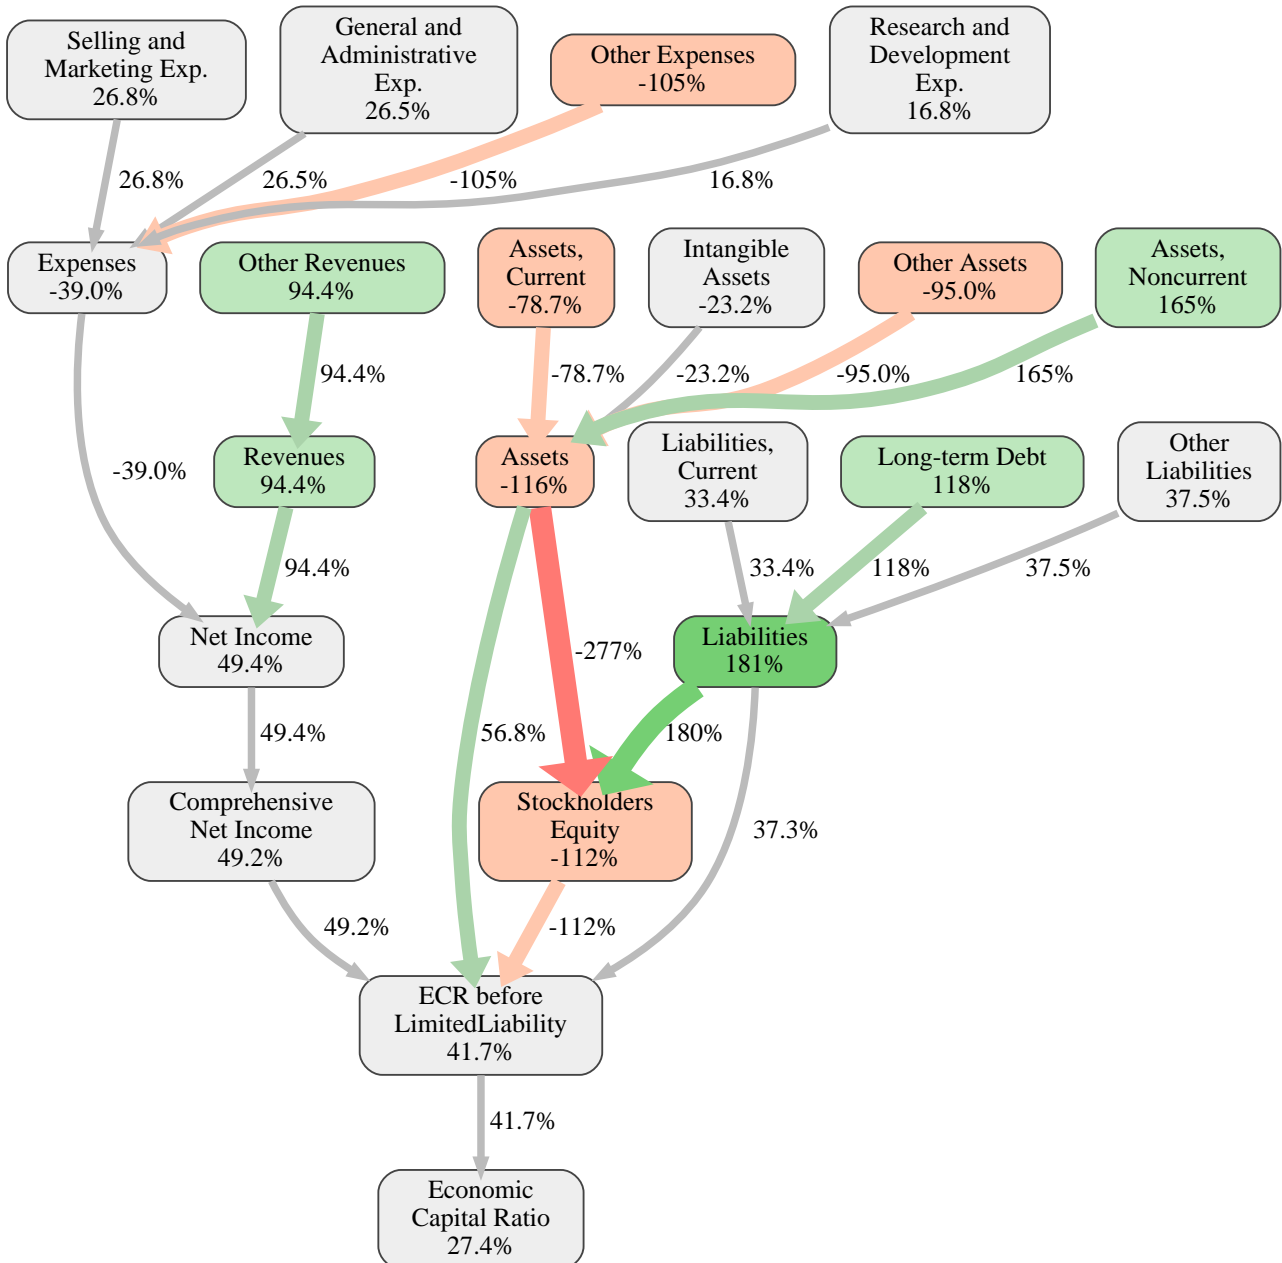 Selling and
Marketing Exp.
26.8%
General and
Administrative
Exp.
26.5%
Other Expenses
-105%
Research and
Development
Exp.
16.8%
26.8%
26.5%
-105%
16.8%
Expenses
-39.0%
Other Revenues
94.4%
Assets,
Current
-78.7%
Intangible
Assets
-23.2%
Other Assets
-95.0%
Assets,
Noncurrent
165%
94.4%
-78.7%
-23.2%
-95.0%
165%
-39.0%
Revenues
94.4%
Assets
-116%
Liabilities,
Current
33.4%
Long-term Debt
118%
Other
Liabilities
37.5%
94.4%
33.4%
118%
37.5%
Net Income
49.4%
-277%
Liabilities
181%
49.4%
56.8%
180%
Comprehensive
Net Income
49.2%
Stockholders
Equity
-112%
37.3%
49.2%
-112%
ECR before
LimitedLiability
41.7%
41.7%
Economic
Capital Ratio
27.4%